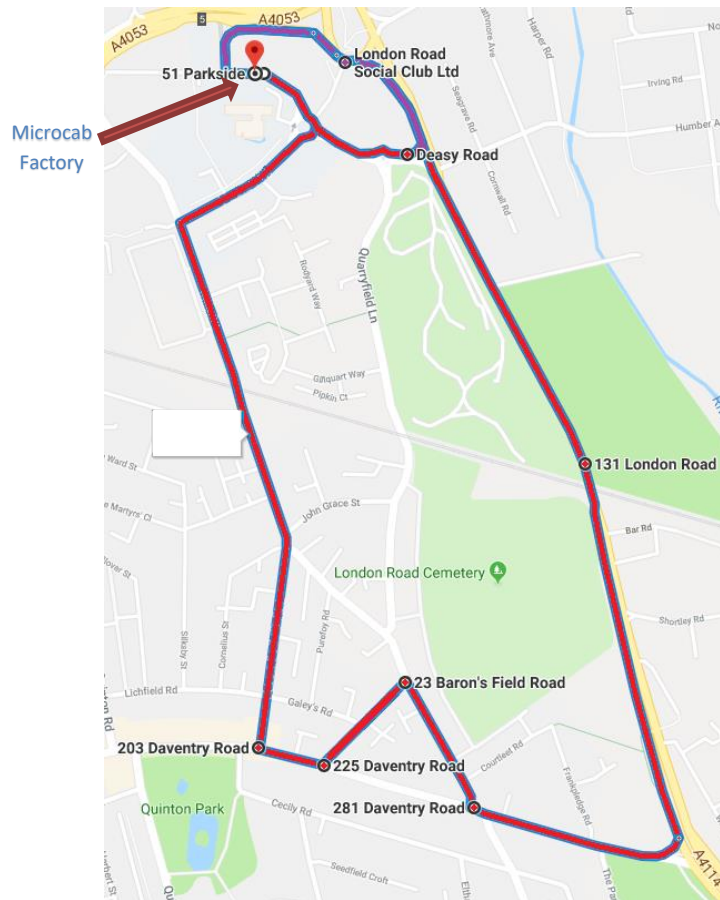 A4053
5
A4053
London Road
Social Club Ltd
51 Parkside
Microcab
Factory
Deasy Road
Harper Rd
Seagrave Rd
Irving Rd
Humber A
Cornwall Rd
Quarryfield Ln
Rodyard Way
Gilquart Way
Pipkin Ct
131 London Road
John Grace St
Bar Rd
London Road Cemetery
Shortley Rd
Purefoy Rd
Cornelius St
Silksby St
Lichfield Rd
23 Baron's Field Road
Galey's Rd
203 Daventry Road
225 Daventry Road
Courtleet Rd
281 Daventry Road
Frankpledge Rd
Quinton Park
Cecily Rd
Seedfield Croft
A4114